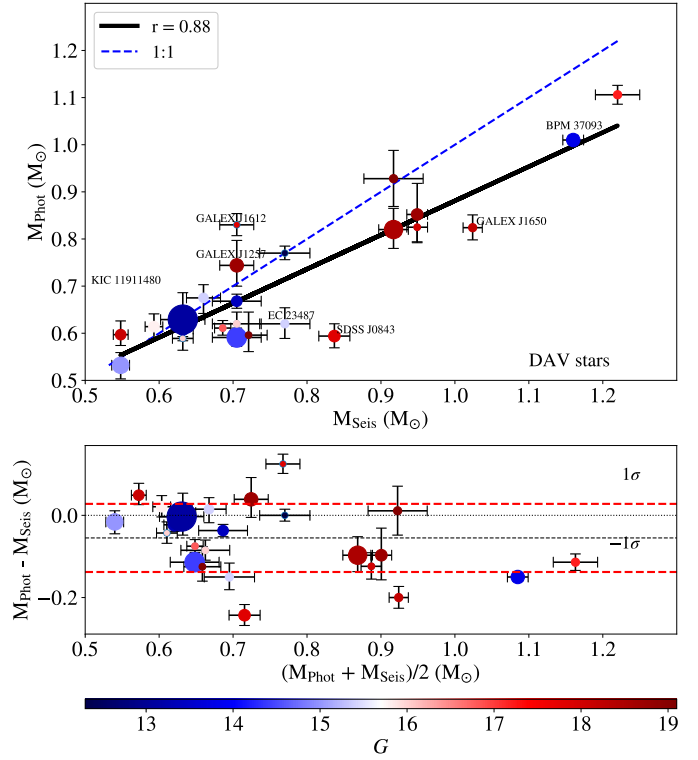 r = 0.88
1:1
1.2
1.1
1.0
0.9
0.8
0.7
0.6
0.5
M_Phot (M_⊙)
BPM 37093
GALEX J1612
GALEX J1650
GALEX J1257
KIC 11911480
EC 23487
SDSS J0843
DAV stars
0.5 0.6 0.7 0.8 0.9 1.0 1.1 1.2
M_Seis (M_⊙)
M_Phot - M_Seis (M_⊙)
1σ
0.0
−1σ
−0.2
0.5 0.6 0.7 0.8 0.9 1.0 1.1 1.2
(M_Phot + M_Seis)/2 (M_⊙)
13 14 15 16 17 18 19
G